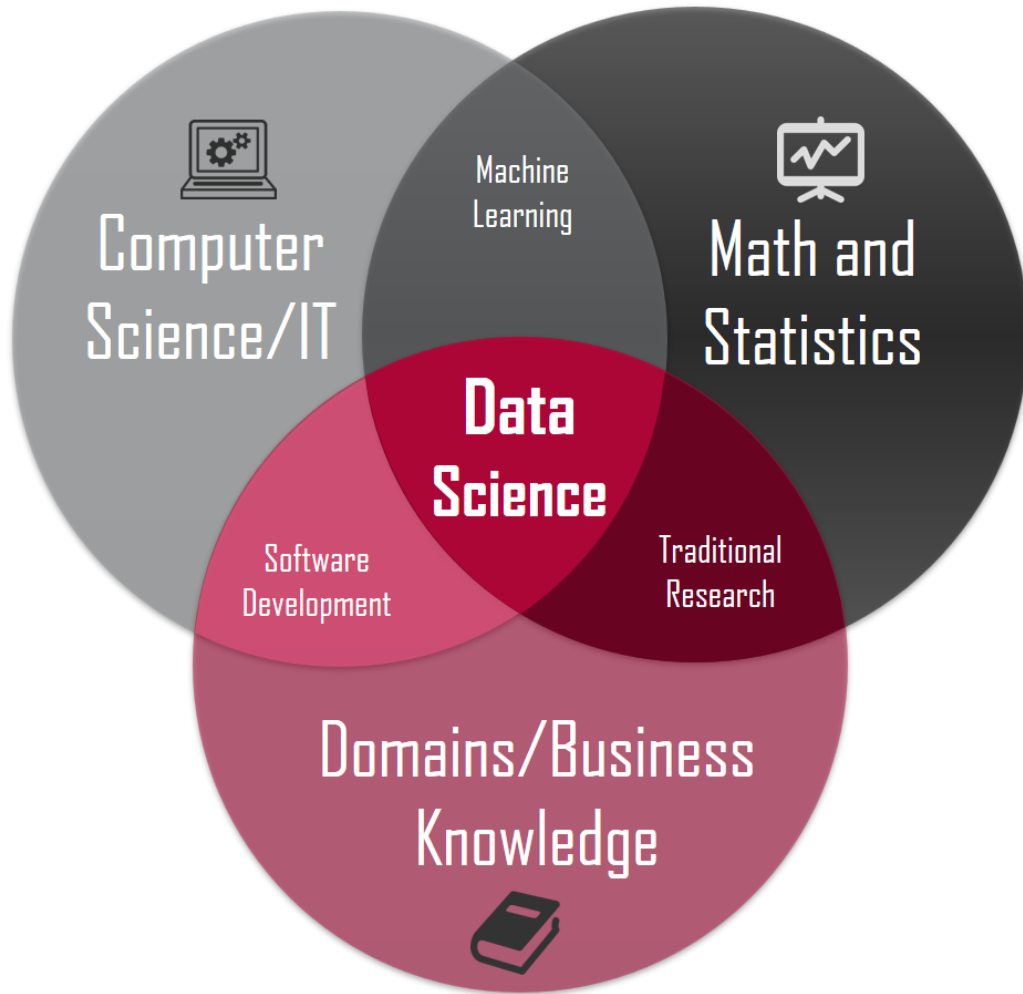 Machine
Learning
Computer
Science/IT
Math and
Statistics
Data
Science
Software
Development
Traditional
Research
Domains/Business
Knowledge